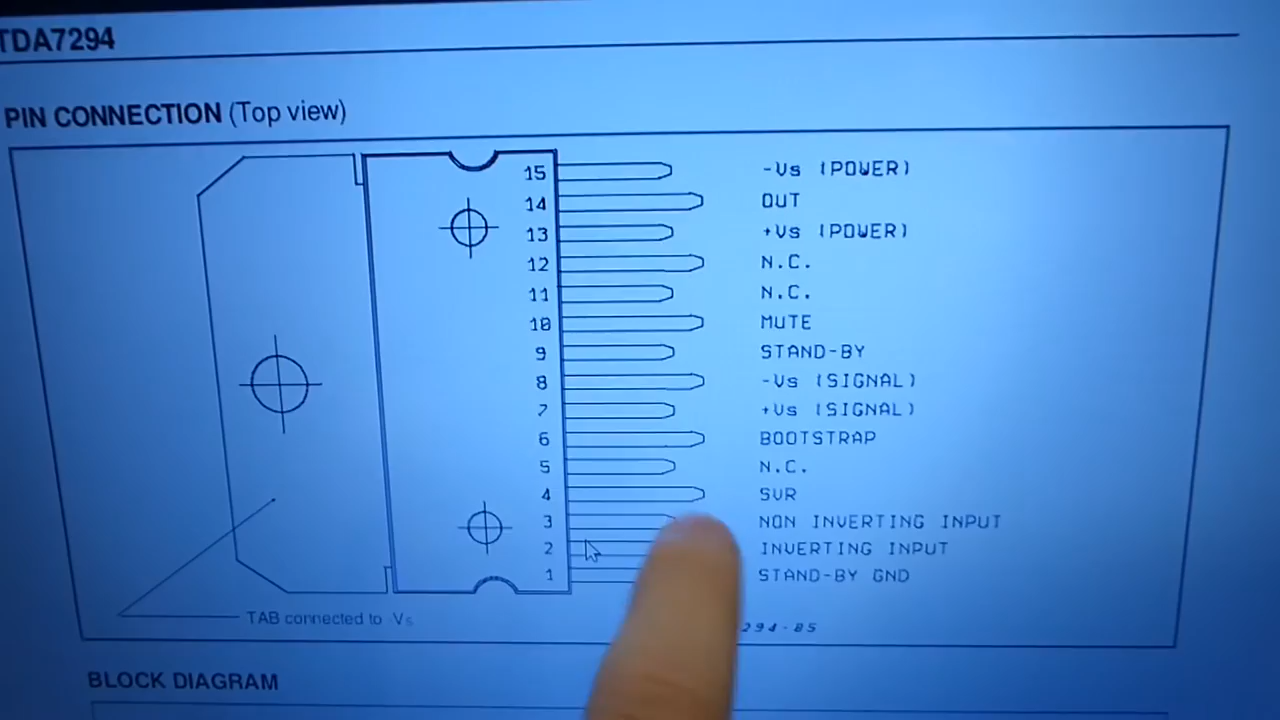 TDA7294
PIN CONNECTION (Top view)
15 -Vs (POWER)
14 OUT
13 +Vs (POWER)
12 N.C.
11 N.C.
10 MUTE
9 STAND-BY
8 -Vs (SIGNAL)
7 +Vs (SIGNAL)
6 BOOTSTRAP
5 N.C.
4 SVR
3 NON INVERTING INPUT
2 INVERTING INPUT
1 STAND-BY GND
TAB connected to -Vs
294-85
BLOCK DIAGRAM